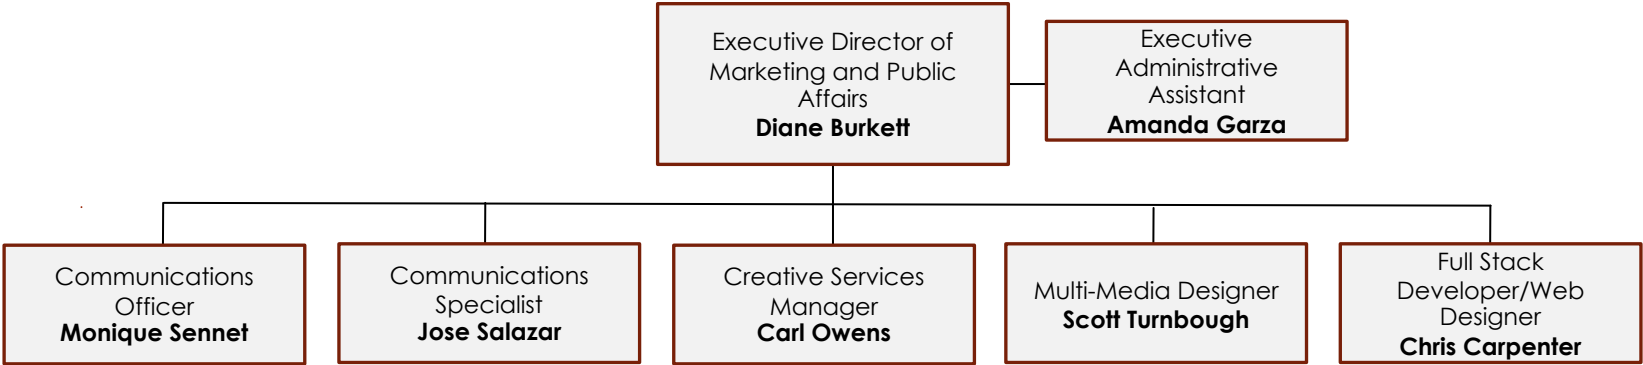 Executive Director of
Marketing and Public
Affairs
Diane Burkett
Executive
Administrative
Assistant
Amanda Garza
Communications
Officer
Monique Sennet
Communications
Specialist
Jose Salazar
Creative Services
Manager
Carl Owens
Multi-Media Designer
Scott Turnbough
Full Stack
Developer/Web
Designer
Chris Carpenter